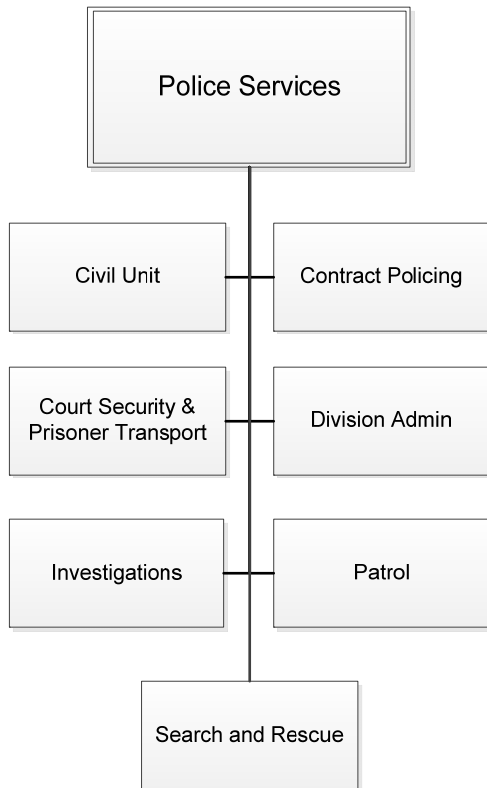 Police Services
Civil Unit
Contract Policing
Court Security &
Prisoner Transport
Division Admin
Investigations
Patrol
Search and Rescue